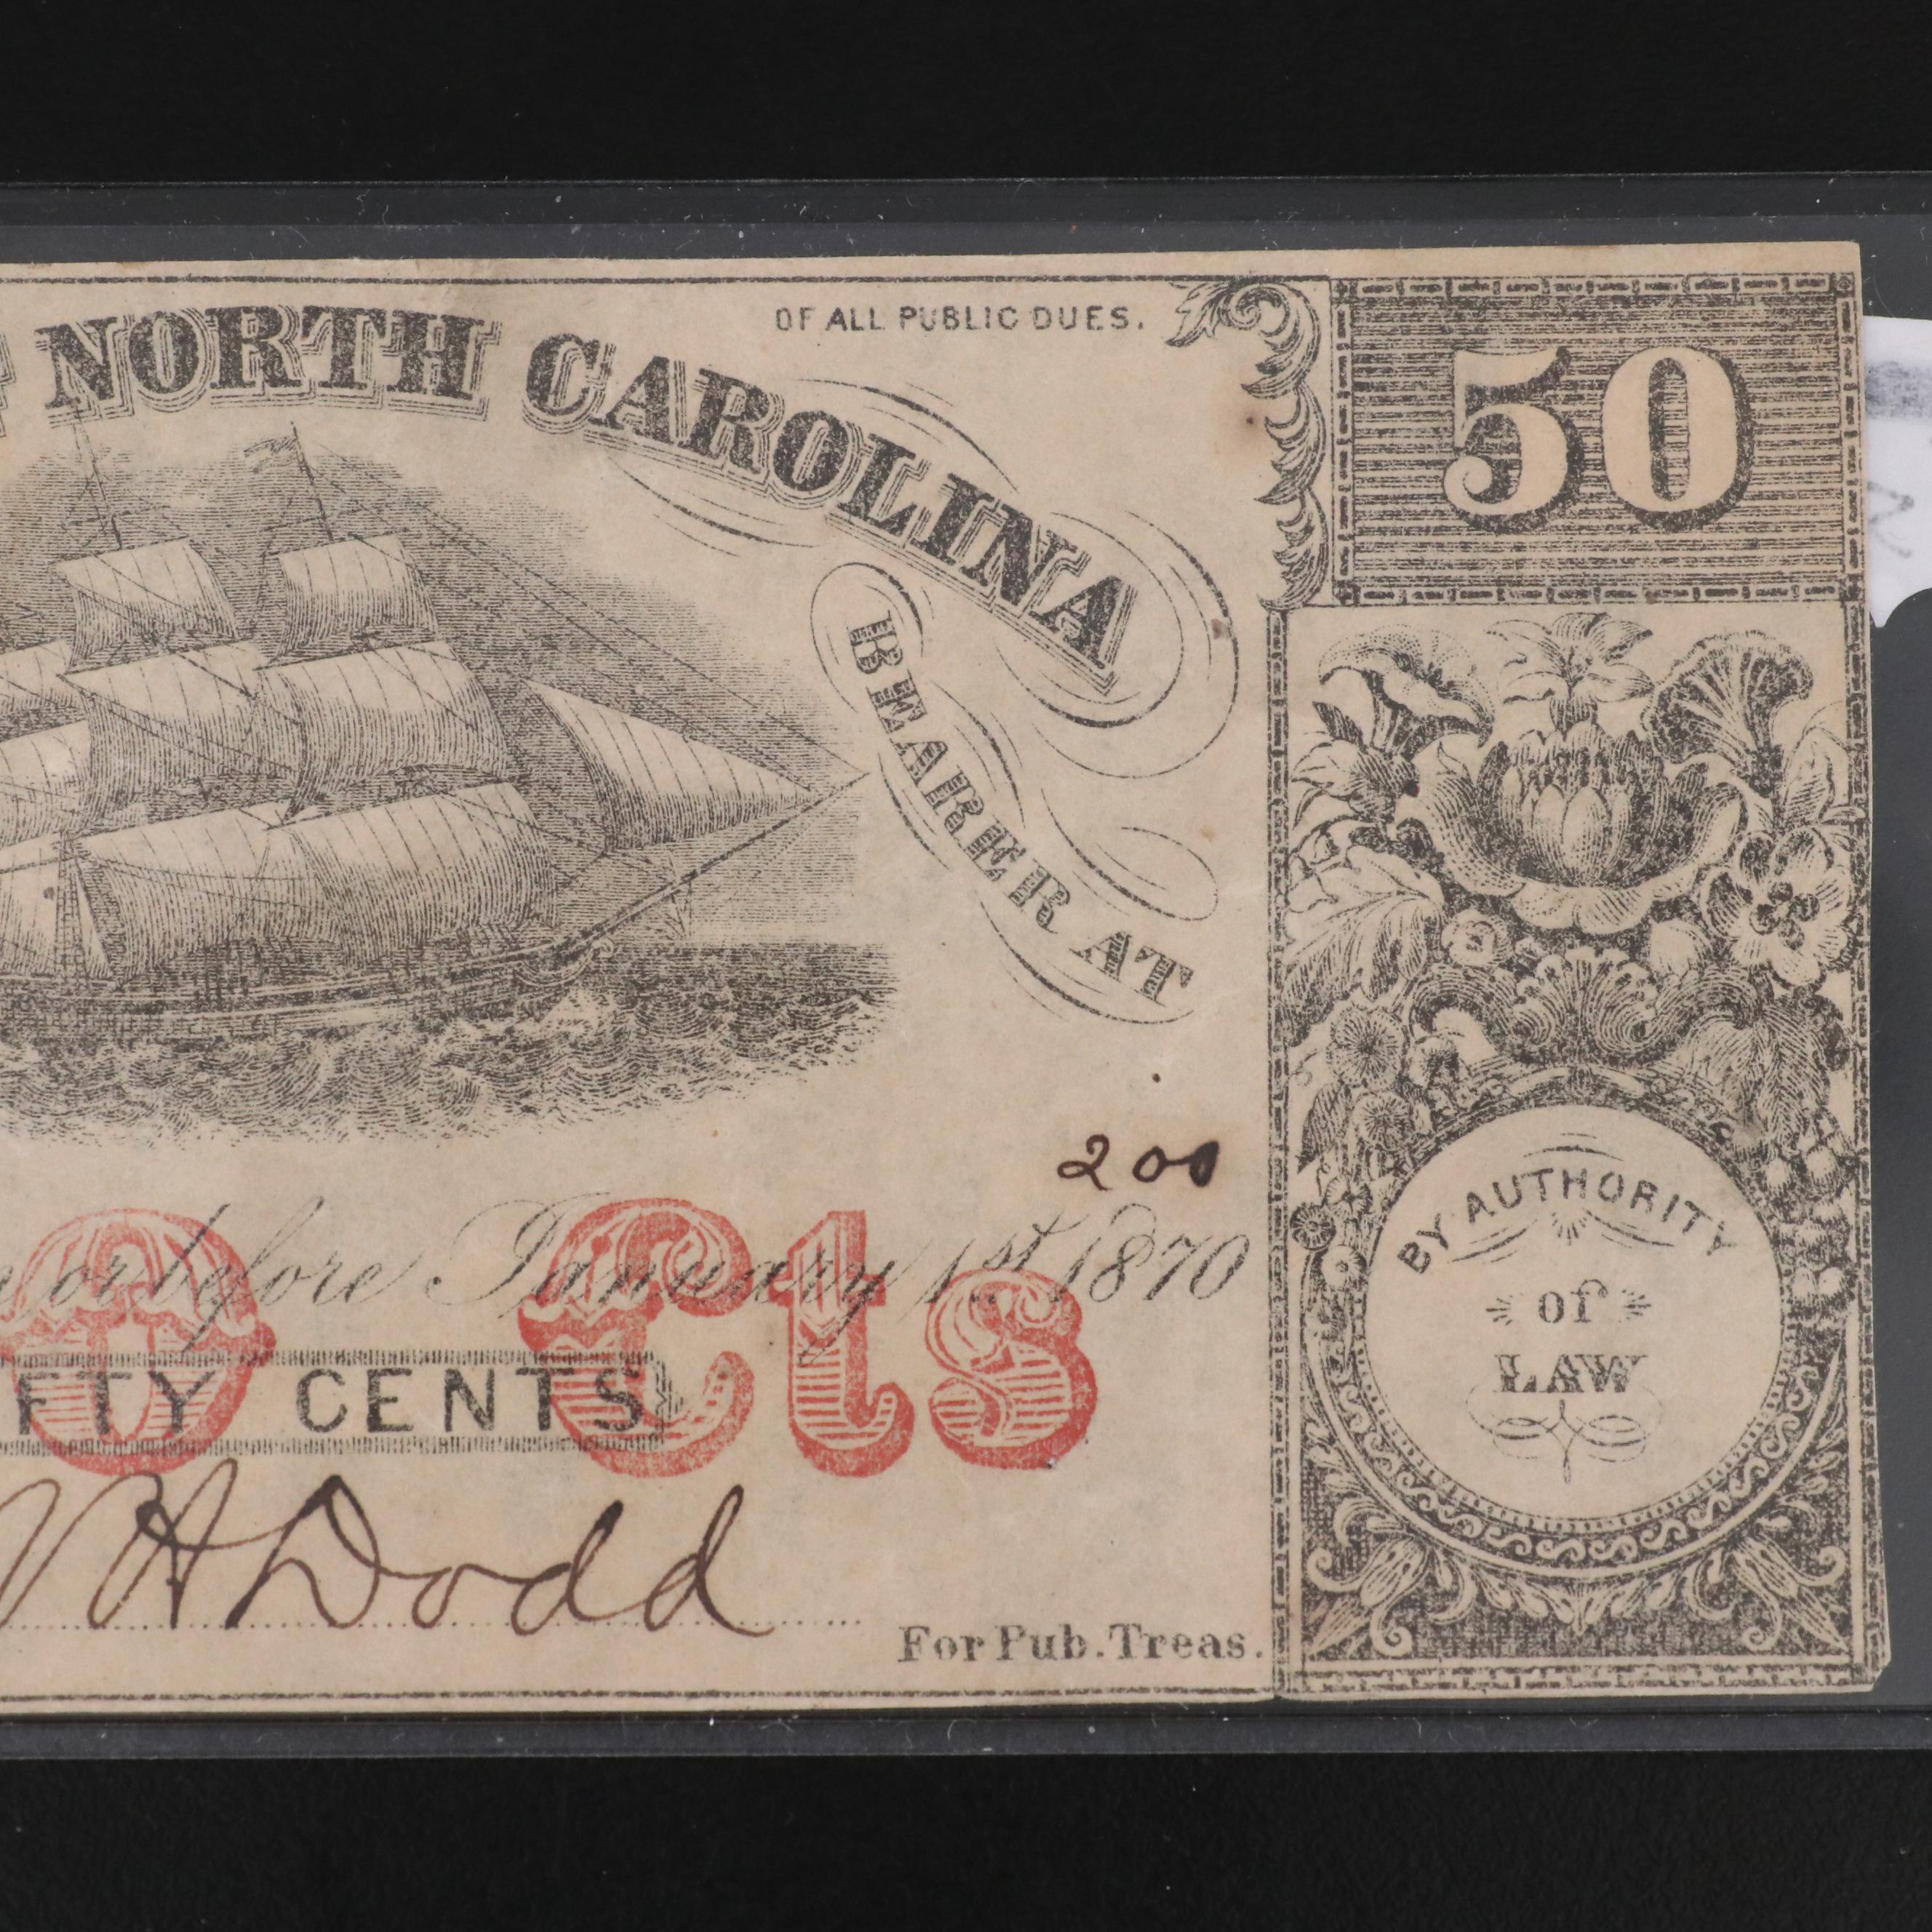 OF ALL PUBLIC DUES.
50
NORTH CAROLINA
BEARER AT
200
or before January 1st 1870
0 Cts
FTY CENTS
A Dodd
For Pub. Treas.
BY AUTHORITY
of
LAW